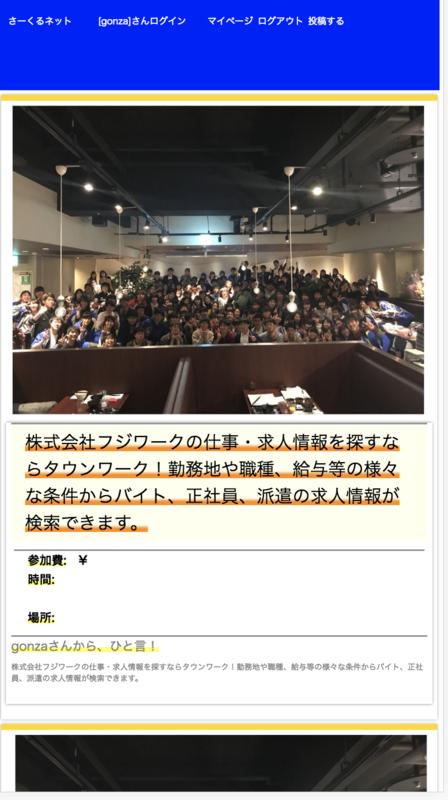 さーくるネット [gonza]さんログイン マイページ ログアウト 投稿する
株式会社フジワークの仕事・求人情報を探すな
らタウンワーク！勤務地や職種、給与等の様々
な条件からバイト、正社員、派遣の求人情報が
検索できます。
参加費: ￥
時間:
場所:
gonzaさんから、ひと言！
株式会社フジワークの仕事・求人情報を探すならタウンワーク！勤務地や職種、給与等の様々な条件からバイト、正社
員、派遣の求人情報が検索できます。